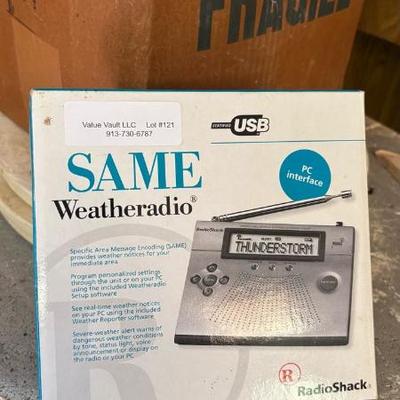 FRAGILE
Value Vault LLC Lot #121
913-730-6787
CERTIFIED USB
SAME
Weatheradio®
PC
interface
Specific Area Message Encoding (SAME)
provides weather notices for your
immediate area
Program personalized settings
through the unit or on your PC
using the included Weatheradio
Setup software
See real-time weather notices
on your PC using the included
Weather Reporter software
Severe-weather alert warns of
dangerous weather conditions
by tone, status light, voice
announcement or display on
the radio or your PC
RadioShack
THUNDERSTORM
R
RadioShack®